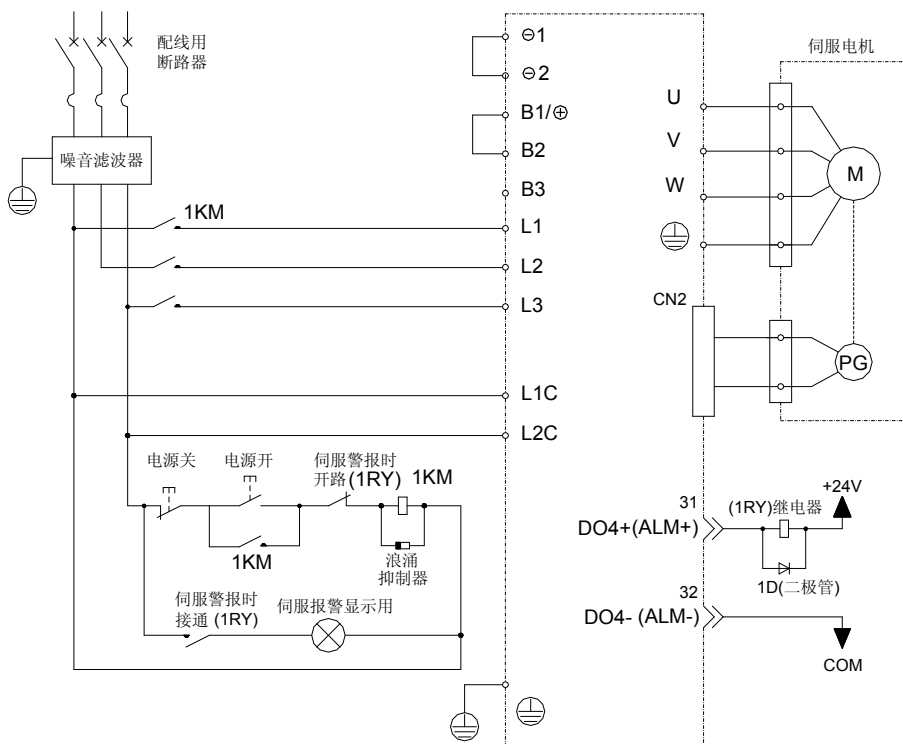 配线用
断路器
噪音滤波器
1KM
⊖1
⊖2
B1/⊕
B2
B3
L1
L2
L3
L1C
L2C
电源关
电源开
伺服警报时
开路(1RY)
1KM
1KM
浪涌
抑制器
伺服警报时
接通 (1RY)
伺服报警显示用
伺服电机
U
V
W
M
CN2
PG
31
DO4+(ALM+)
(1RY)继电器
+24V
1D(二极管)
32
DO4- (ALM-)
COM